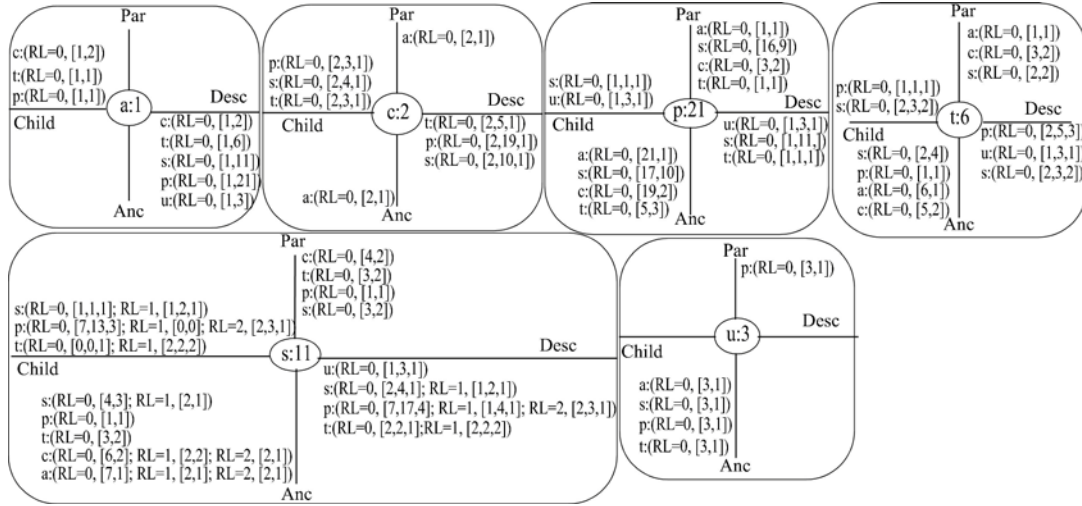 Par
c:(RL=0, [1,2])
t:(RL=0, [1,1])
p:(RL=0, [1,1])
a:1
Desc
Child
c:(RL=0, [1,2])
t:(RL=0, [1,6])
s:(RL=0, [1,11])
p:(RL=0, [1,21])
u:(RL=0, [1,3])
Anc
Par
a:(RL=0, [2,1])
p:(RL=0, [2,3,1])
s:(RL=0, [2,4,1])
t:(RL=0, [2,3,1])
c:2
Desc
Child
t:(RL=0, [2,5,1])
p:(RL=0, [2,19,1])
s:(RL=0, [2,10,1])
a:(RL=0, [2,1])
Anc
Par
a:(RL=0, [1,1])
s:(RL=0, [16,9])
c:(RL=0, [3,2])
t:(RL=0, [1,1])
s:(RL=0, [1,1,1])
u:(RL=0, [1,3,1])
p:21
Desc
Child
u:(RL=0, [1,3,1])
s:(RL=0, [1,11,])
t:(RL=0, [1,1,1])
a:(RL=0, [21,1])
s:(RL=0, [17,10])
c:(RL=0, [19,2])
t:(RL=0, [5,3])
Anc
Par
a:(RL=0, [1,1])
c:(RL=0, [3,2])
s:(RL=0, [2,2])
p:(RL=0, [1,1,1])
s:(RL=0, [2,3,2])
t:6
Desc
Child
p:(RL=0, [2,5,3])
u:(RL=0, [1,3,1])
s:(RL=0, [2,3,2])
s:(RL=0, [2,4])
p:(RL=0, [1,1])
a:(RL=0, [6,1])
c:(RL=0, [5,2])
Anc
Par
c:(RL=0, [4,2])
t:(RL=0, [3,2])
p:(RL=0, [1,1])
s:(RL=0, [3,2])
s:(RL=0, [1,1,1]; RL=1, [1,2,1])
p:(RL=0, [7,13,3]; RL=1, [0,0]; RL=2, [2,3,1])
t:(RL=0, [0,0,1]; RL=1, [2,2,2])
s:11
Desc
Child
u:(RL=0, [1,3,1])
s:(RL=0, [2,4,1]; RL=1, [1,2,1])
p:(RL=0, [7,17,4]; RL=1, [1,4,1]; RL=2, [2,3,1])
t:(RL=0, [2,2,1];RL=1, [2,2,2])
s:(RL=0, [4,3]; RL=1, [2,1])
p:(RL=0, [1,1])
t:(RL=0, [3,2])
c:(RL=0, [6,2]; RL=1, [2,2]; RL=2, [2,1])
a:(RL=0, [7,1]; RL=1, [2,1]; RL=2, [2,1])
Anc
Par
p:(RL=0, [3,1])
u:3
Desc
Child
a:(RL=0, [3,1])
s:(RL=0, [3,1])
p:(RL=0, [3,1])
t:(RL=0, [3,1])
Anc